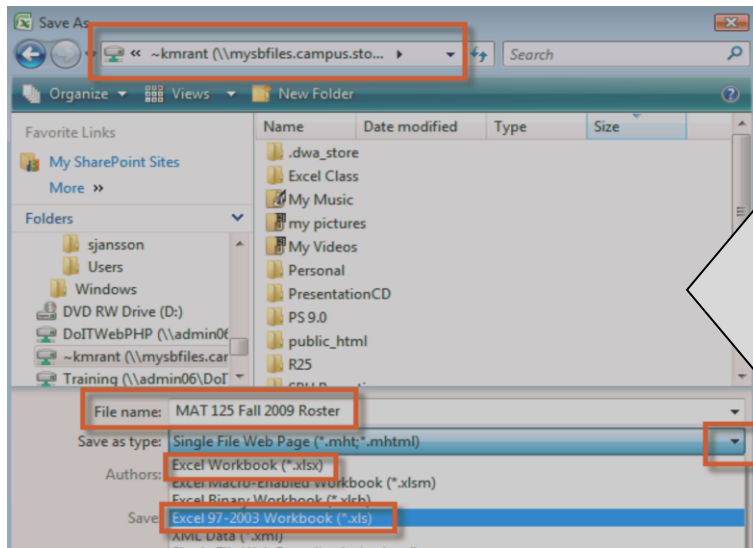 Save As
« ~kmrant (\\mysbfiles.campus.sto...
Search
Organize Views New Folder
Favorite Links
My SharePoint Sites
More »
Folders
sjansson
Users
Windows
DVD RW Drive (D:)
DoITWebPHP (\\admin06
~kmrant (\\mysbfiles.car
Training (\\admin06\DoI
Name Date modified Type Size
.dwa_store
Excel Class
My Music
my pictures
My Videos
Personal
PresentationCD
PS 9.0
public_html
R25
File name: MAT 125 Fall 2009 Roster
Save as type: Single File Web Page (*.mht;*.mhtml)
Authors:
Save
Excel Workbook (*.xlsx)
Excel Macro-Enabled Workbook (*.xlsm)
Excel Binary Workbook (*.xlsb)
Excel 97-2003 Workbook (*.xls)
XML Data (*.xml)